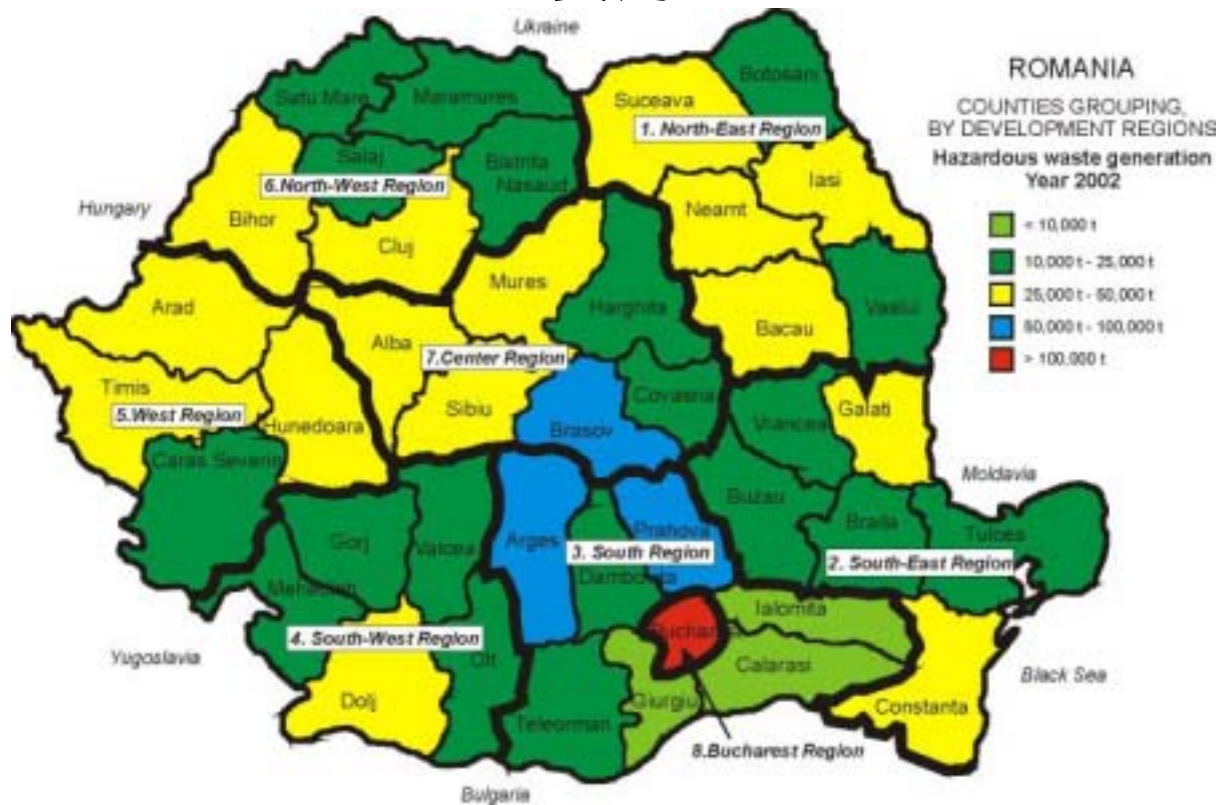 Ukraine
ROMANIA
COUNTIES GROUPING,
BY DEVELOPMENT REGIONS
Hazardous waste generation
Year 2002
< 10,000 t
10,000 t - 25,000 t
25,000 t - 50,000 t
50,000 t - 100,000 t
> 100,000 t
Botosani
Satu Mare
Maramures
Suceava
1. North-East Region
Salaj
Bistrita
Nasaud
6.North-West Region
Iasi
Hungary
Bihor
Neamt
Cluj
Mures
Arad
Harghita
Vaslui
Bacau
Alba
7.Center Region
Timis
5.West Region
Sibiu
Covasna
Hunedoara
Brasov
Vrancea
Galati
Caras Severin
Moldavia
Buzau
Braila
Tulcea
Gorj
Valcea
Arges
Prahova
3. South Region
2. South-East Region
Dambovita
Mehedinti
Ialomita
4. South-West Region
Olt
Calarasi
Yugoslavia
Black Sea
Dolj
Teleorman
Giurgiu
Constanta
8.Bucharest Region
Bulgaria